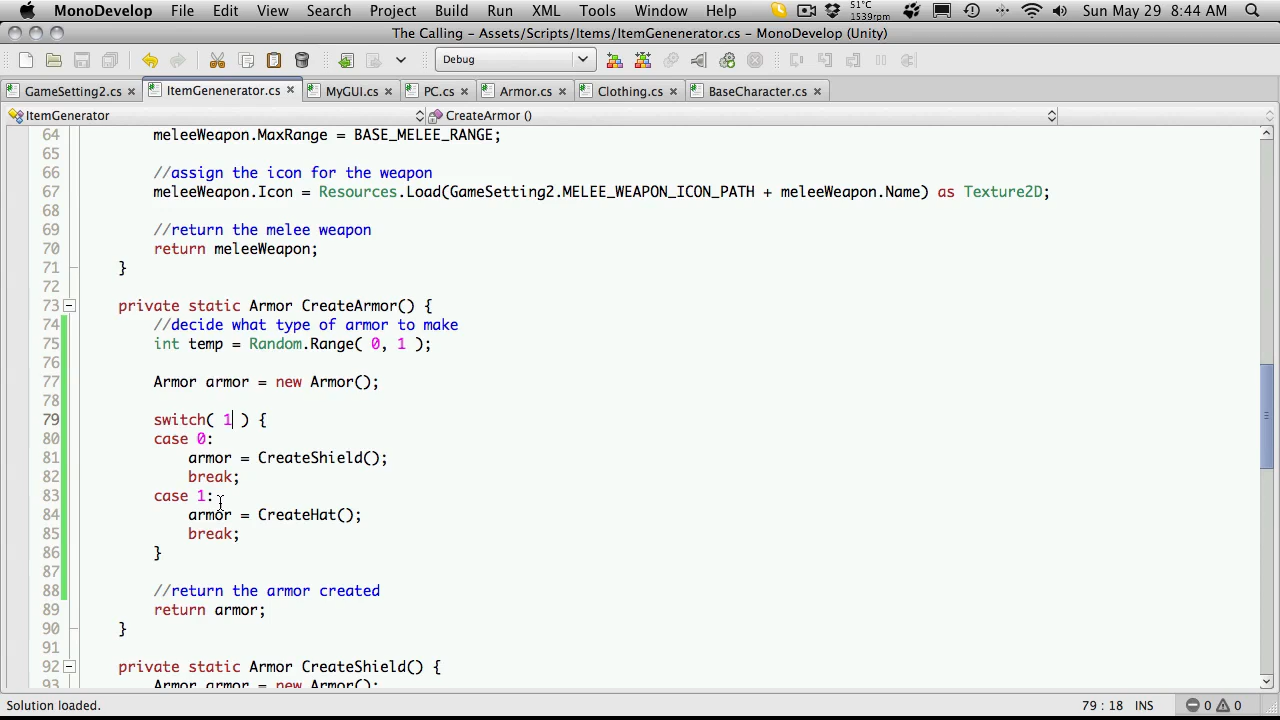 MonoDevelop File Edit View Search Project Build Run XML Tools Window Help 51°C 1539rpm Sun May 29 8:44 AM
The Calling - Assets/Scripts/Items/ItemGenenerator.cs - MonoDevelop (Unity)
Debug
GameSetting2.cs ItemGenenerator.cs MyGUI.cs PC.cs Armor.cs Clothing.cs BaseCharacter.cs
ItemGenerator CreateArmor ()
64 meleeWeapon.MaxRange = BASE_MELEE_RANGE;
65
66 //assign the icon for the weapon
67 meleeWeapon.Icon = Resources.Load(GameSetting2.MELEE_WEAPON_ICON_PATH + meleeWeapon.Name) as Texture2D;
68
69 //return the melee weapon
70 return meleeWeapon;
71 }
72
73 private static Armor CreateArmor() {
74 //decide what type of armor to make
75 int temp = Random.Range( 0, 1 );
76
77 Armor armor = new Armor();
78
79 switch( 1 ) {
80 case 0:
81 armor = CreateShield();
82 break;
83 case 1:
84 armor = CreateHat();
85 break;
86 }
87
88 //return the armor created
89 return armor;
90 }
91
92 private static Armor CreateShield() {
93 Armor armor = new Armor();
Solution loaded. 79 : 18 INS 0 0